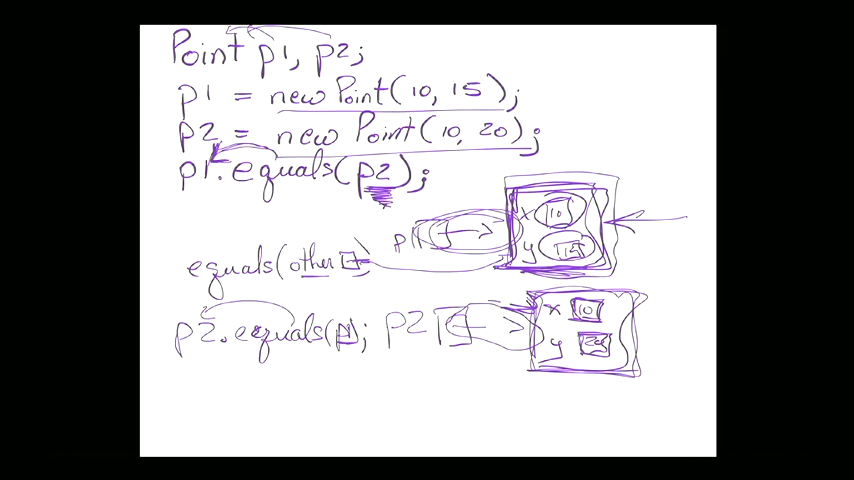 Point p1, p2;
p1 = new Point(10, 15);
p2 = new Point(10, 20);
p1.equals(p2);
x 10
p1
y 15
equals(other )
x 10
p2.equals(p1); p2
y 20